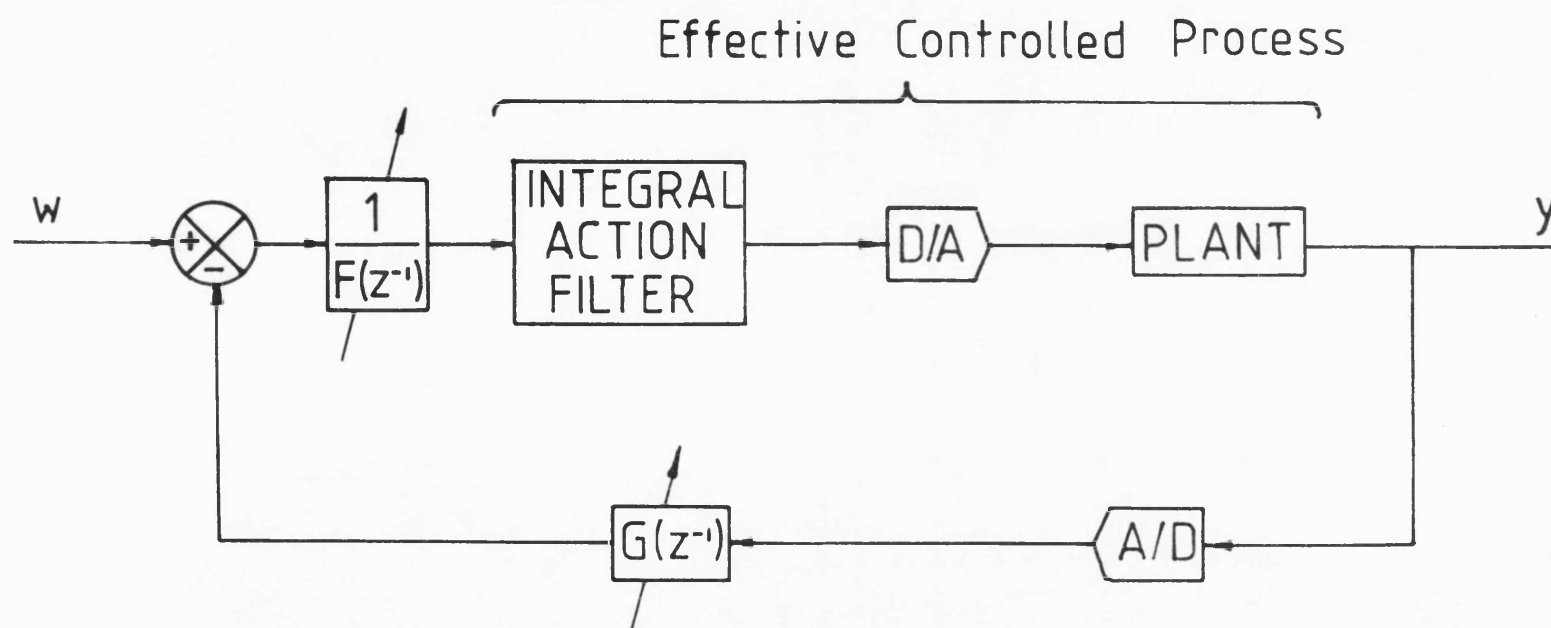 Effective Controlled Process
w
+
−
1
F(z⁻¹)
INTEGRAL
ACTION
FILTER
D/A
PLANT
y
G(z⁻¹)
A/D